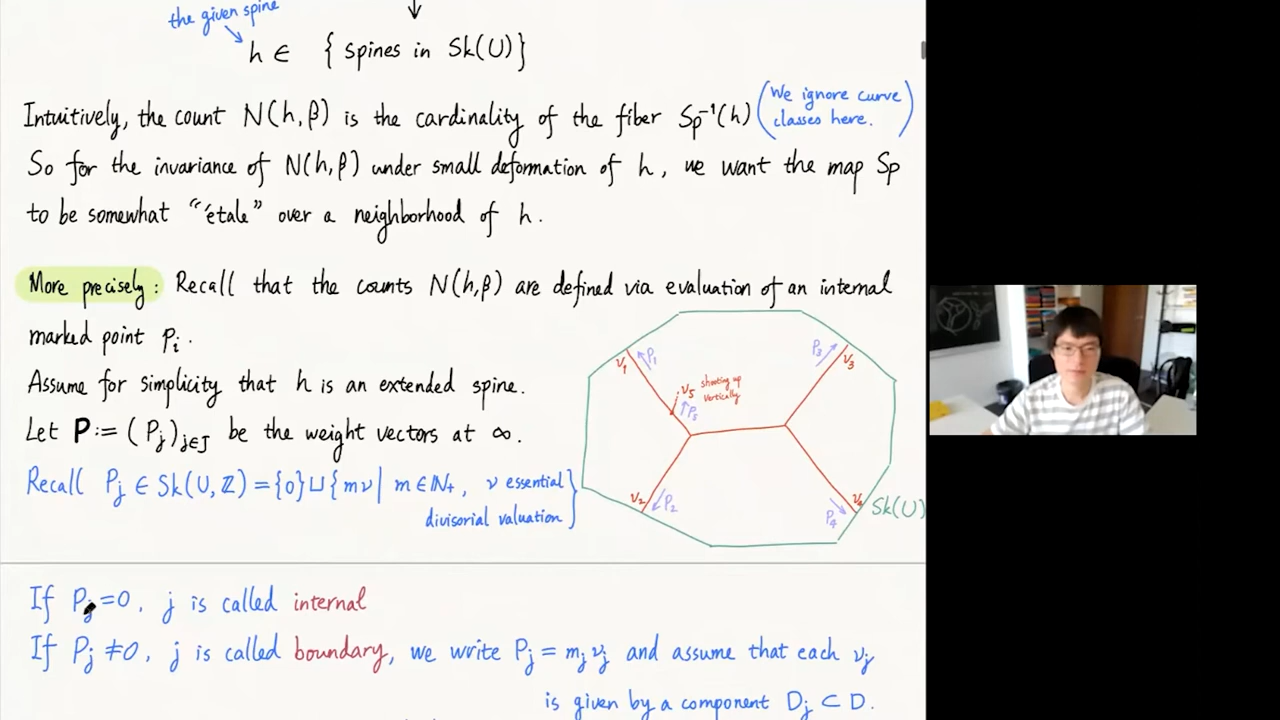 the given spine
h ∈ { spines in Sk(U)}
Intuitively, the count N(h,β) is the cardinality of the fiber Sp⁻¹(h) (We ignore curve classes here.)
So for the invariance of N(h,β) under small deformation of h, we want the map Sp
to be somewhat "étale" over a neighborhood of h.
More precisely: Recall that the counts N(h,β) are defined via evaluation of an internal
marked point Pi.
Assume for simplicity that h is an extended spine.
Let P := (Pj)j∈J be the weight vectors at ∞.
Recall Pj ∈ Sk(U,ℤ) = {0}⊔{mν | m∈ℕ+, ν essential
divisorial valuation}
v1
P1
P3
v3
v5 shooting up
vertically
P5
v2
P2
P4
v4
Sk(U)
If Pj=0, j is called internal
If Pj ≠0, j is called boundary, we write Pj = mjνj and assume that each νj
is given by a component Dj ⊂ D.